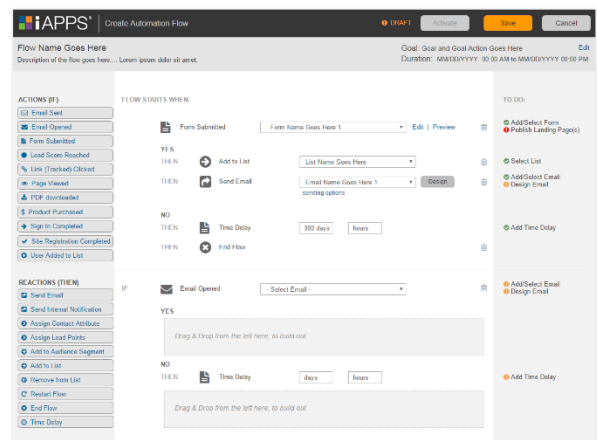 iAPPS Create Automation Flow DRAFT Activate Save Cancel
Flow Name Goes Here Goal: Goal and Goal Action Goes Here Edit
Description of the flow goes here.... Lorem ipsum dolor sit amet. Duration: MM/DD/YYYY 00:00 AM to MM/DD/YYYY 00:00 PM
ACTIONS (IF) FLOW STARTS WHEN: TO DO:
Email Sent
Email Opened Form Submitted Form Name Goes Here 1 Edit | Preview Add/Select Form
Publish Landing Page(s)
Form Submitted
Lead Score Reached YES
Link (Tracked) Clicked THEN Add to List List Name Goes Here Select List
Page Viewed THEN Send Email Email Name Goes Here 1 Design Add/Select Email
sending options Design Email
PDF downloaded
Product Purchased NO
Sign In Completed THEN Time Delay 300 days hours Add Time Delay
Site Registration Completed THEN End Flow
User Added to List
REACTIONS (THEN) IF Email Opened - Select Email - Add/Select Email
Design Email
Send Email
Send Internal Notification YES
Assign Contact Attribute
Assign Lead Points Drag & Drop from the left here, to build out
Add to Audience Segment
Add to List NO
Remove from List THEN Time Delay days hours Add Time Delay
Restart Flow
End Flow Drag & Drop from the left here, to build out
Time Delay